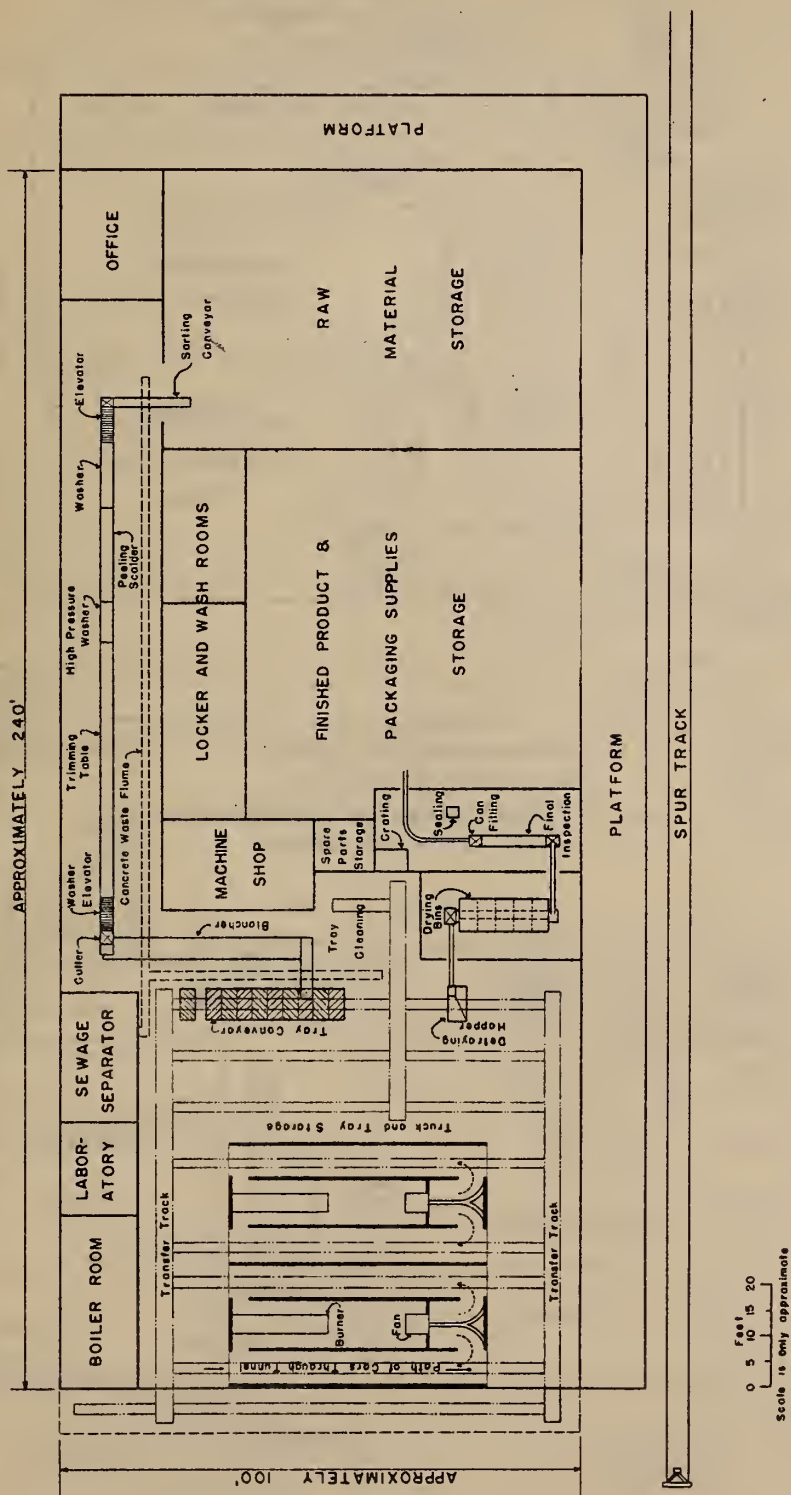 APPROXIMATELY 240'
PLATFORM
OFFICE
RAW
MATERIAL
STORAGE
Elevator
Sorting
Conveyor
Washer
Peeling
Scalder
High Pressure
Washer
Trimming
Table
Concrete Waste Flume
Washer
Elevator
Cutter
Blancher
LOCKER AND WASH ROOMS
FINISHED PRODUCT &
PACKAGING SUPPLIES
STORAGE
MACHINE
SHOP
Spare
Parts
Storage
Crating
Sealing
Can
Filling
Final
Inspection
Drying
Bins
Tray
Cleaning
Detraying
Hopper
Tray Conveyor
SEWAGE
SEPARATOR
LABOR-
ATORY
BOILER ROOM
Truck and Tray Storage
Transfer Track
Transfer Track
Burner
Fan
Path of Cars Through Tunnel
APPROXIMATELY 100'
PLATFORM
SPUR TRACK
Feet
0 5 10 15 20
Scale is only approximate